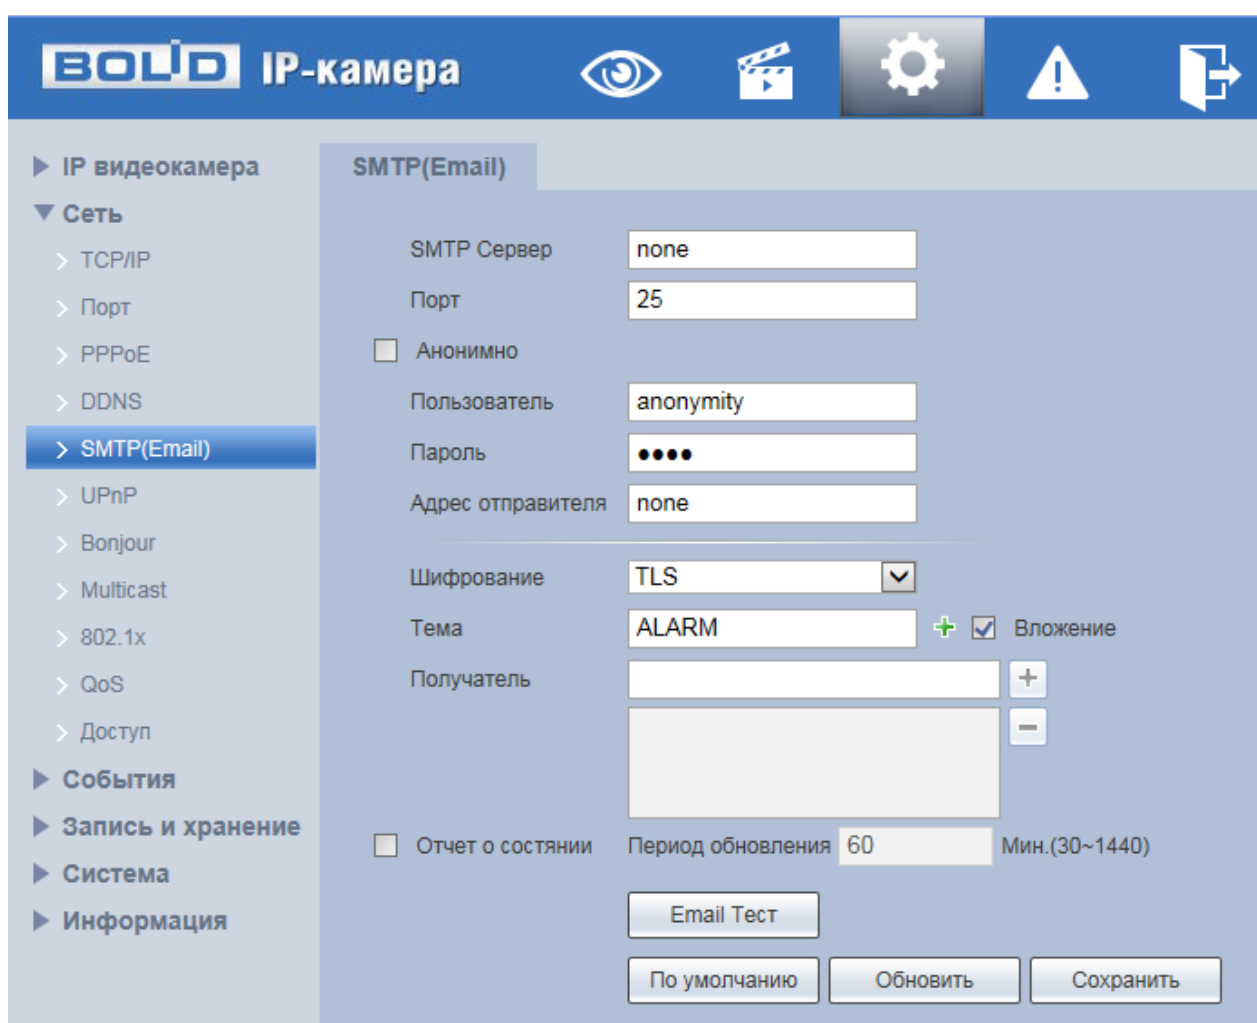 BOLID IP-камера
IP видеокамера
Сеть
TCP/IP
Порт
PPPoE
DDNS
SMTP(Email)
UPnP
Bonjour
Multicast
802.1x
QoS
Доступ
События
Запись и хранение
Система
Информация
SMTP(Email)
SMTP Сервер none
Порт 25
Анонимно
Пользователь anonymity
Пароль ●●●●
Адрес отправителя none
Шифрование TLS
Тема ALARM Вложение
Получатель
Отчет о состянии Период обновления 60 Мин.(30~1440)
Email Тест
По умолчанию Обновить Сохранить